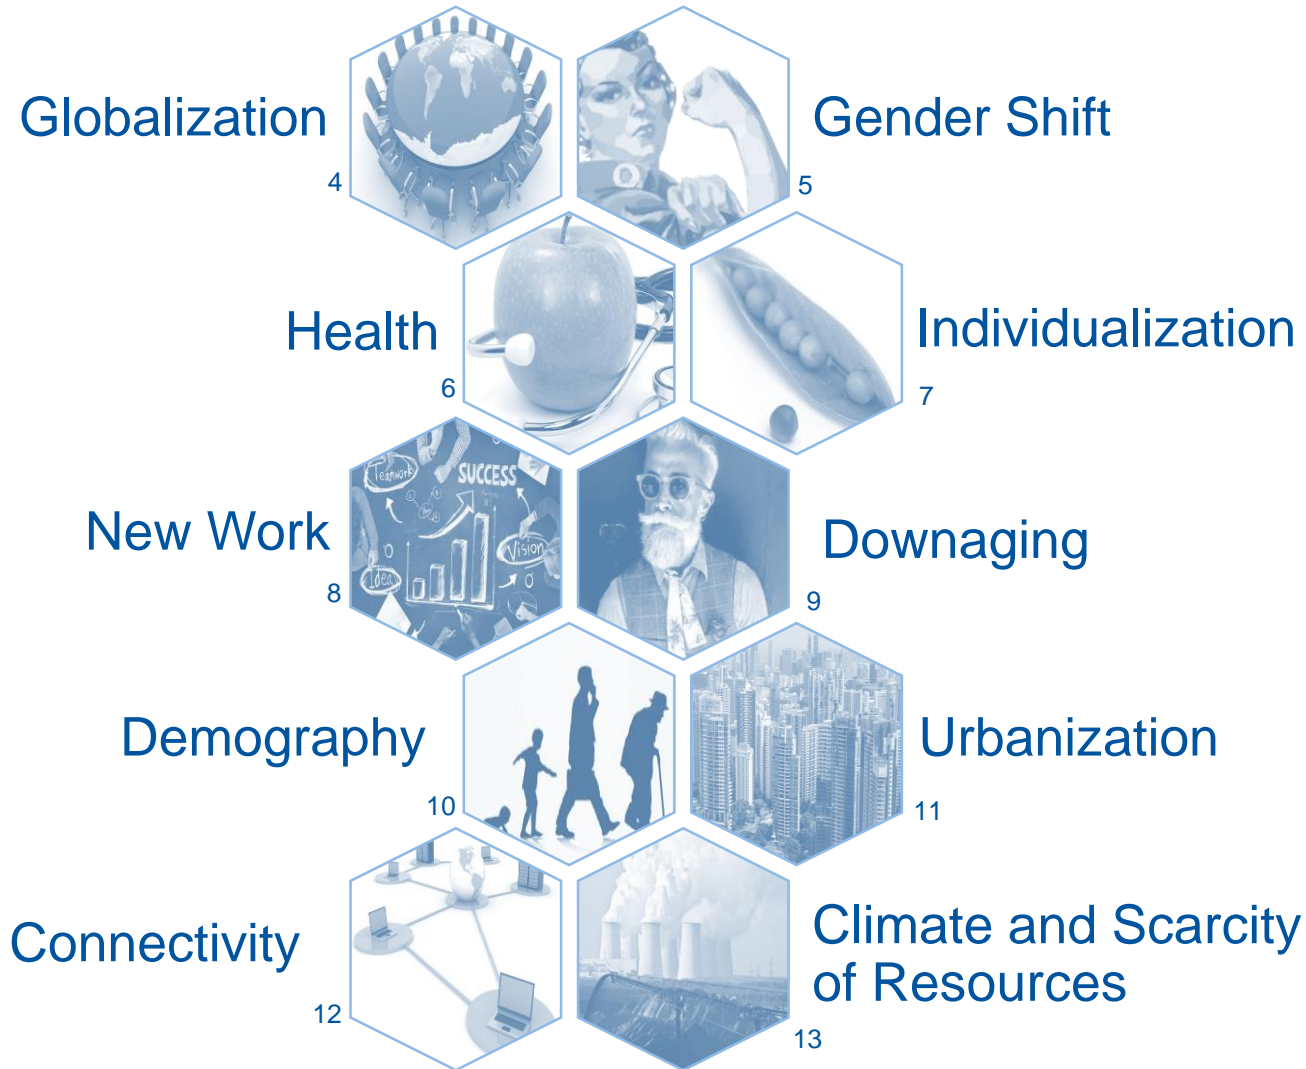 Globalization
4
Gender Shift
5
Health
6
Individualization
7
Teamwork
SUCCESS
Vision
Idea
New Work
8
Downaging
9
Demography
10
Urbanization
11
Connectivity
12
Climate and Scarcity
of Resources
13